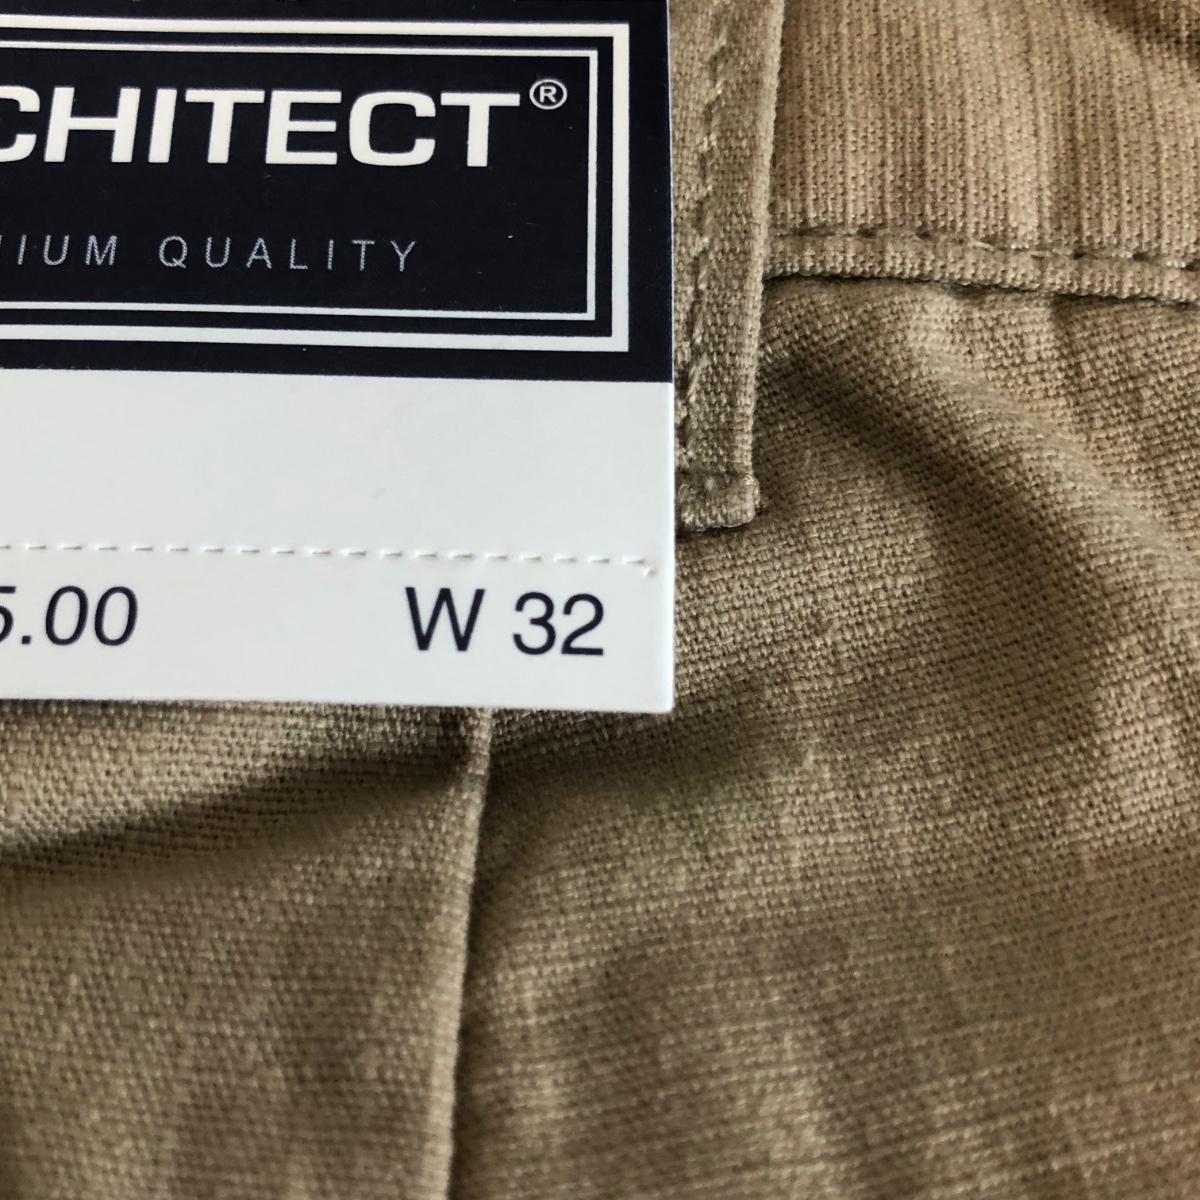 CHITECT®
IUM QUALITY
5.00 W 32